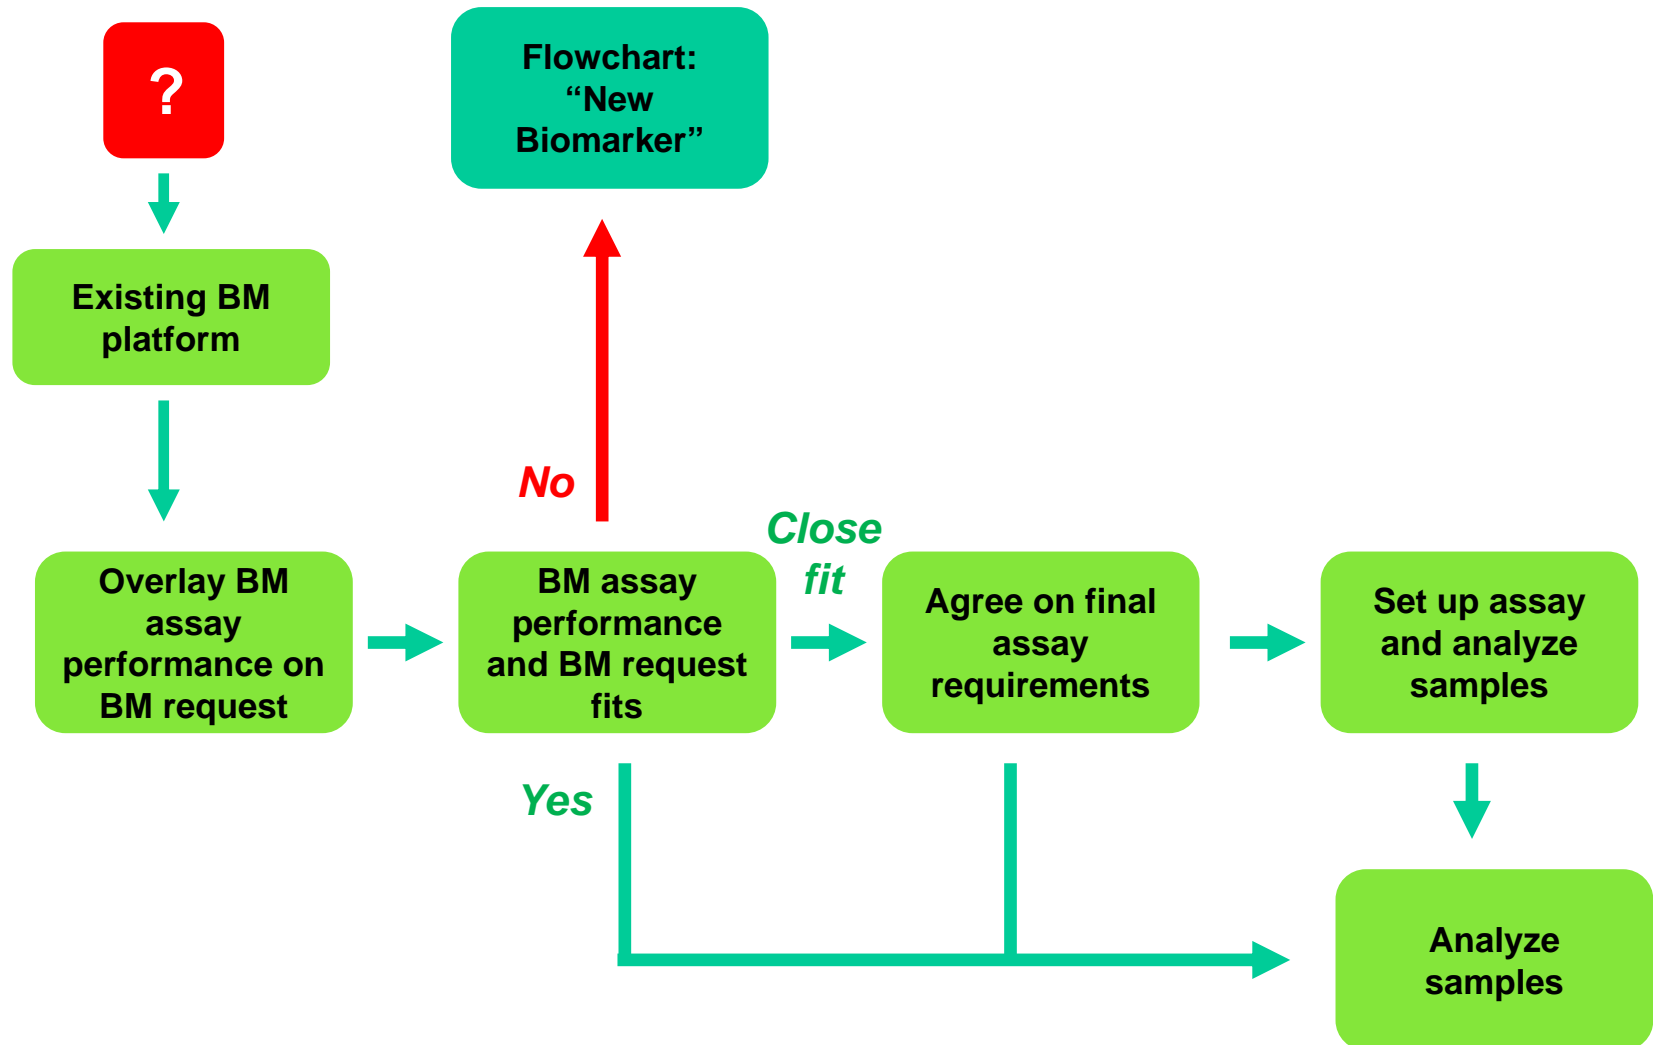 ?
Flowchart:
“New
Biomarker”
Existing BM
platform
No
Close
fit
Overlay BM
assay
performance on
BM request
BM assay
performance
and BM request
fits
Agree on final
assay
requirements
Set up assay
and analyze
samples
Yes
Analyze
samples